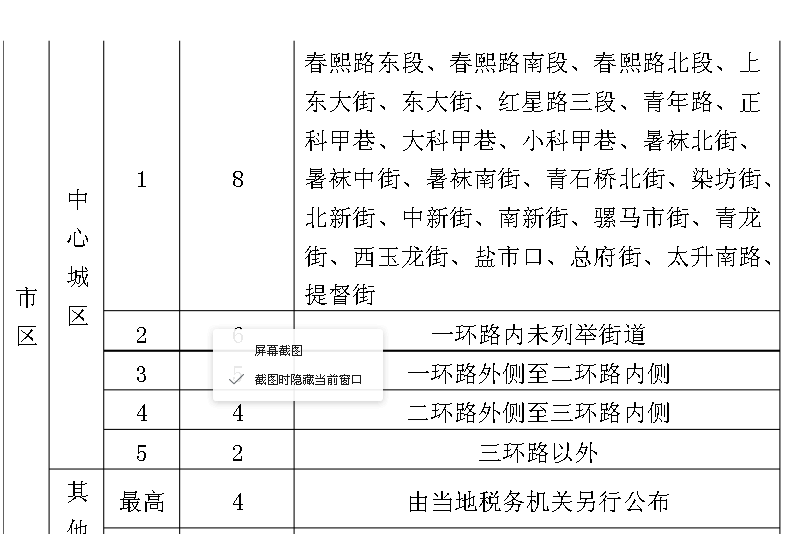 市区
中心城区
1
8
春熙路东段、春熙路南段、春熙路北段、上
东大街、东大街、红星路三段、青年路、正
科甲巷、大科甲巷、小科甲巷、暑袜北街、
暑袜中街、暑袜南街、青石桥北街、染坊街、
北新街、中新街、南新街、骡马市街、青龙
街、西玉龙街、盐市口、总府街、太升南路、
提督街
2 6 一环路内未列举街道
屏幕截图
3 5 一环路外侧至二环路内侧
截图时隐藏当前窗口
4 4 二环路外侧至三环路内侧
5 2 三环路以外
其他
最高 4 由当地税务机关另行公布